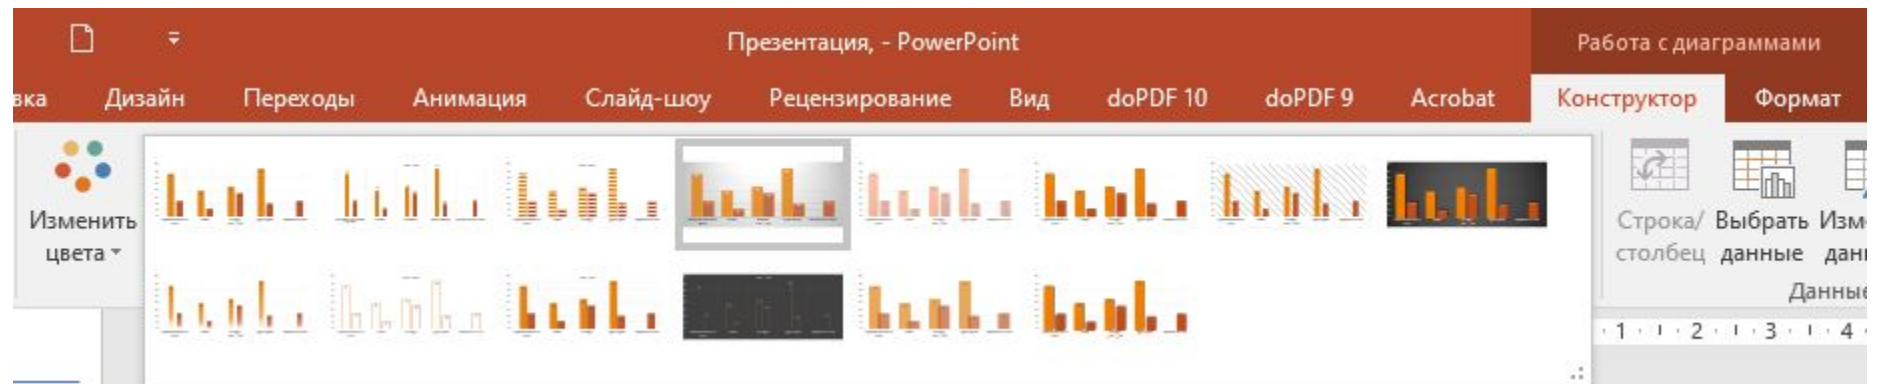 Презентация, - PowerPoint
Работа с диаграммами
вка Дизайн Переходы Анимация Слайд-шоу Рецензирование Вид doPDF 10 doPDF 9 Acrobat Конструктор Формат
Изменить
цвета
Строка/
столбец
Выбрать
данные
Изм
дан
Данные
1 2 3 4